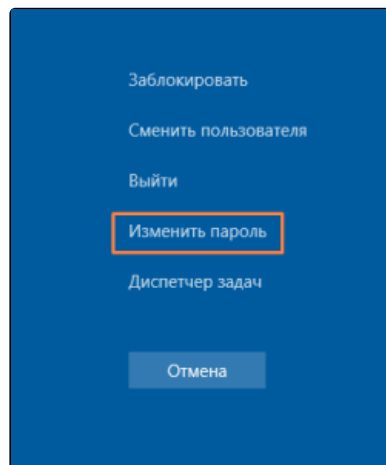 Заблокировать
Сменить пользователя
Выйти
Изменить пароль
Диспетчер задач
Отмена